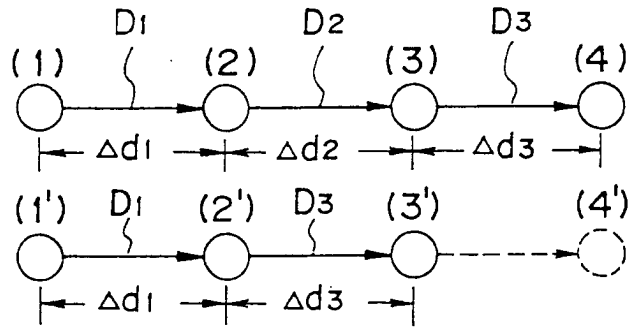 D1 D2 D3
(1) (2) (3) (4)
Δd1 Δd2 Δd3
(1') D1 (2') D3 (3') (4')
Δd1 Δd3